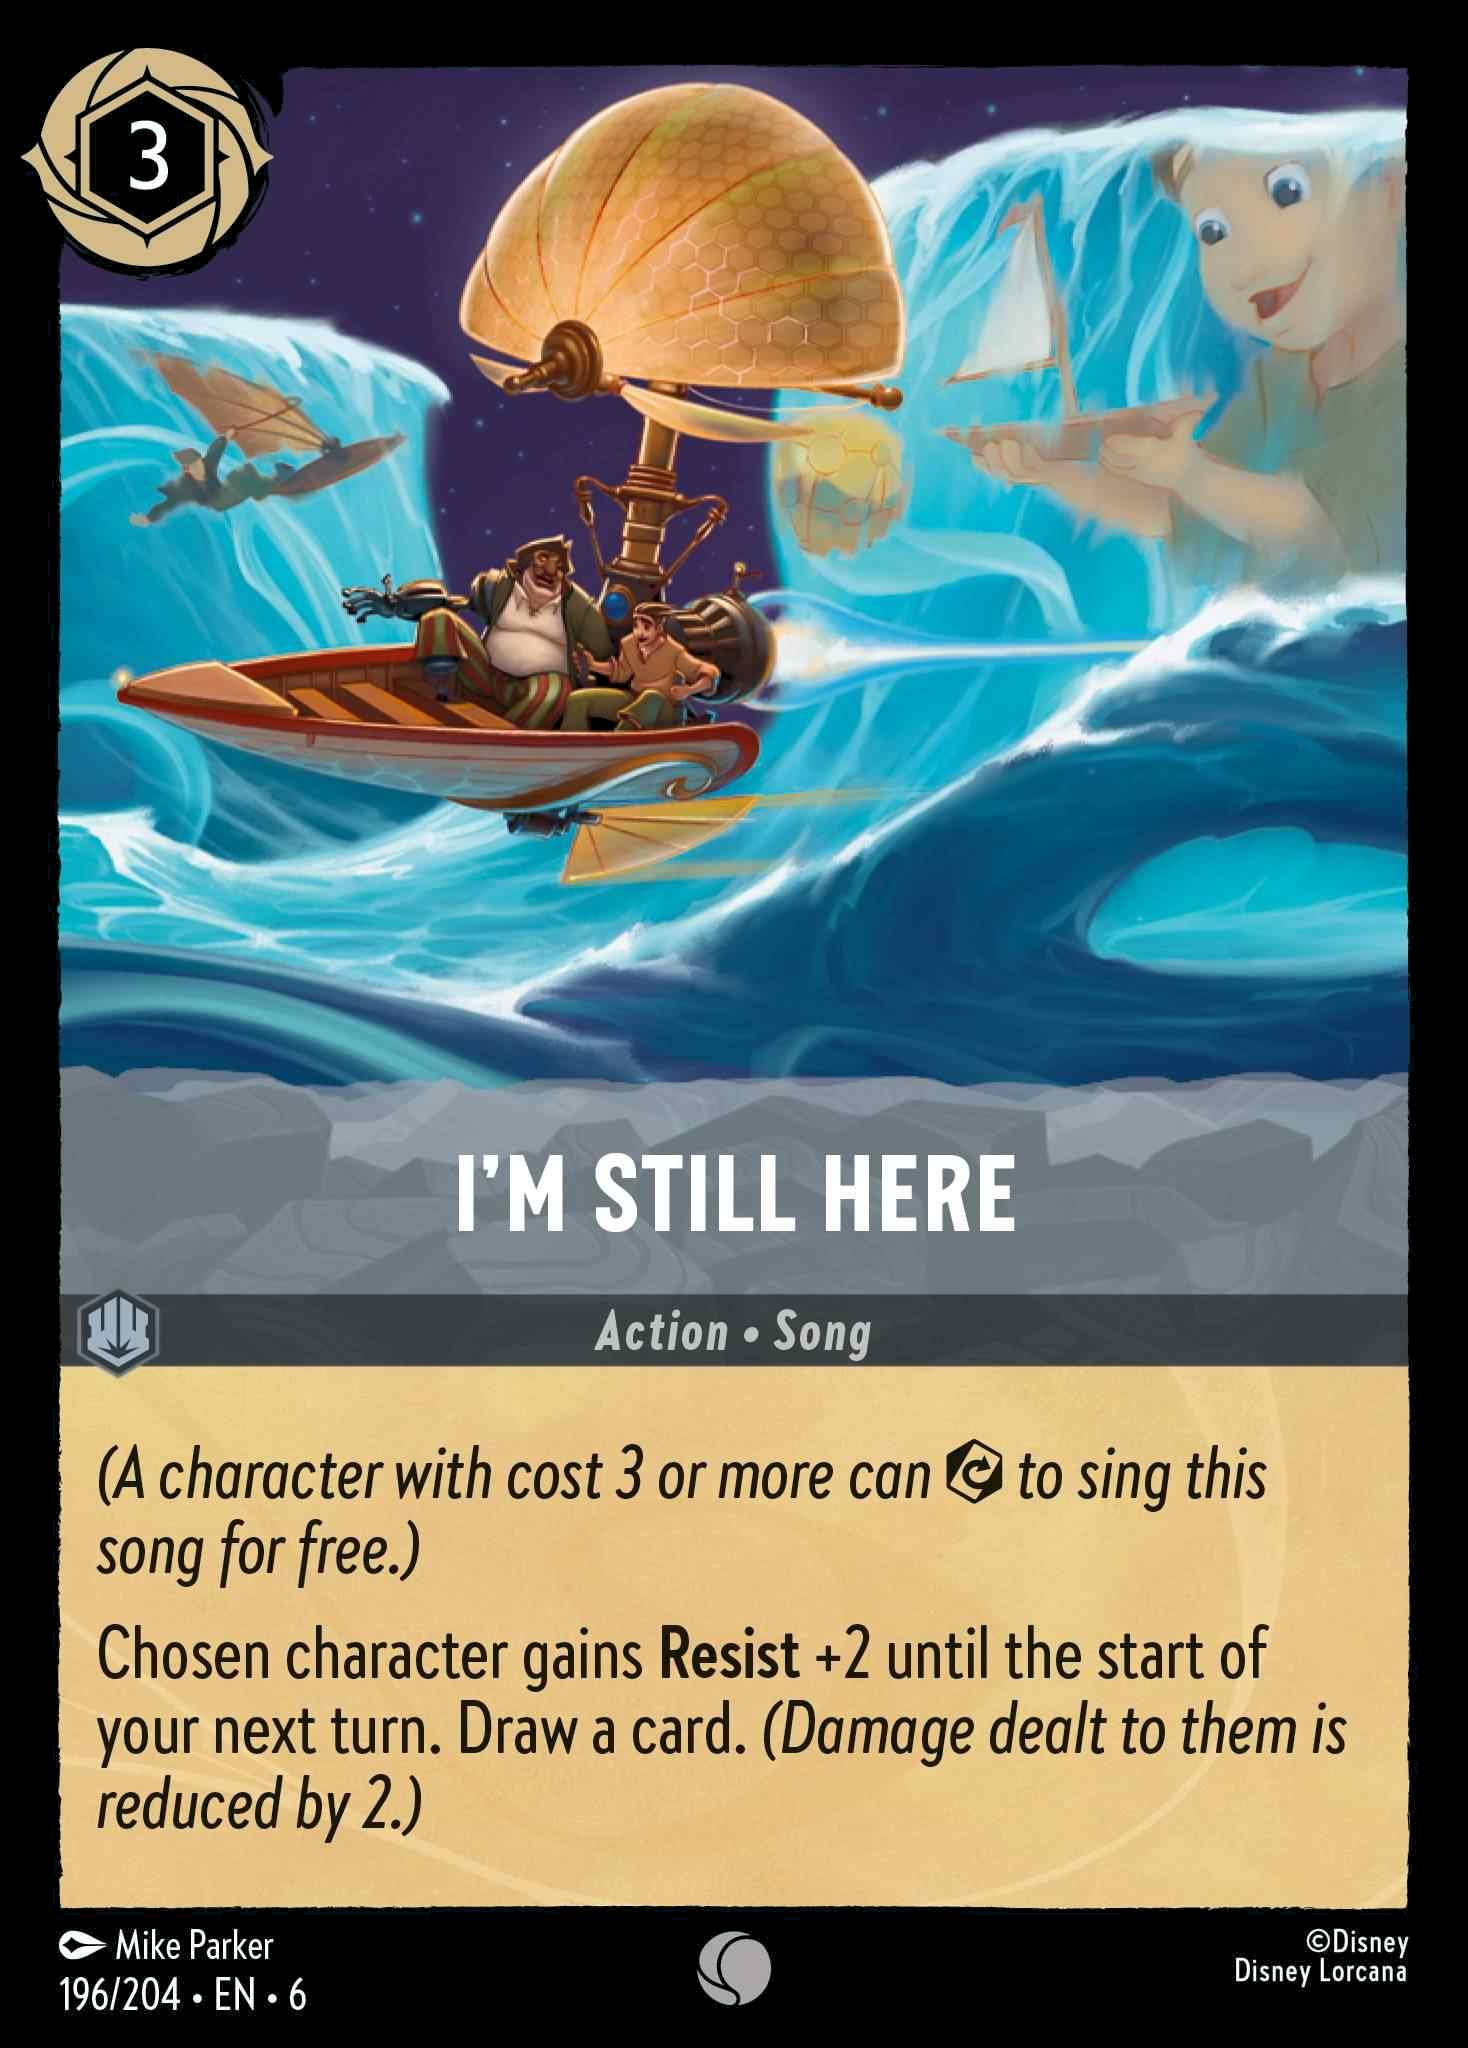 3
I'M STILL HERE
Action • Song
(A character with cost 3 or more can to sing this
song for free.)
Chosen character gains Resist +2 until the start of
your next turn. Draw a card. (Damage dealt to them is
reduced by 2.)
Mike Parker
196/204 • EN • 6
©Disney
Disney Lorcana